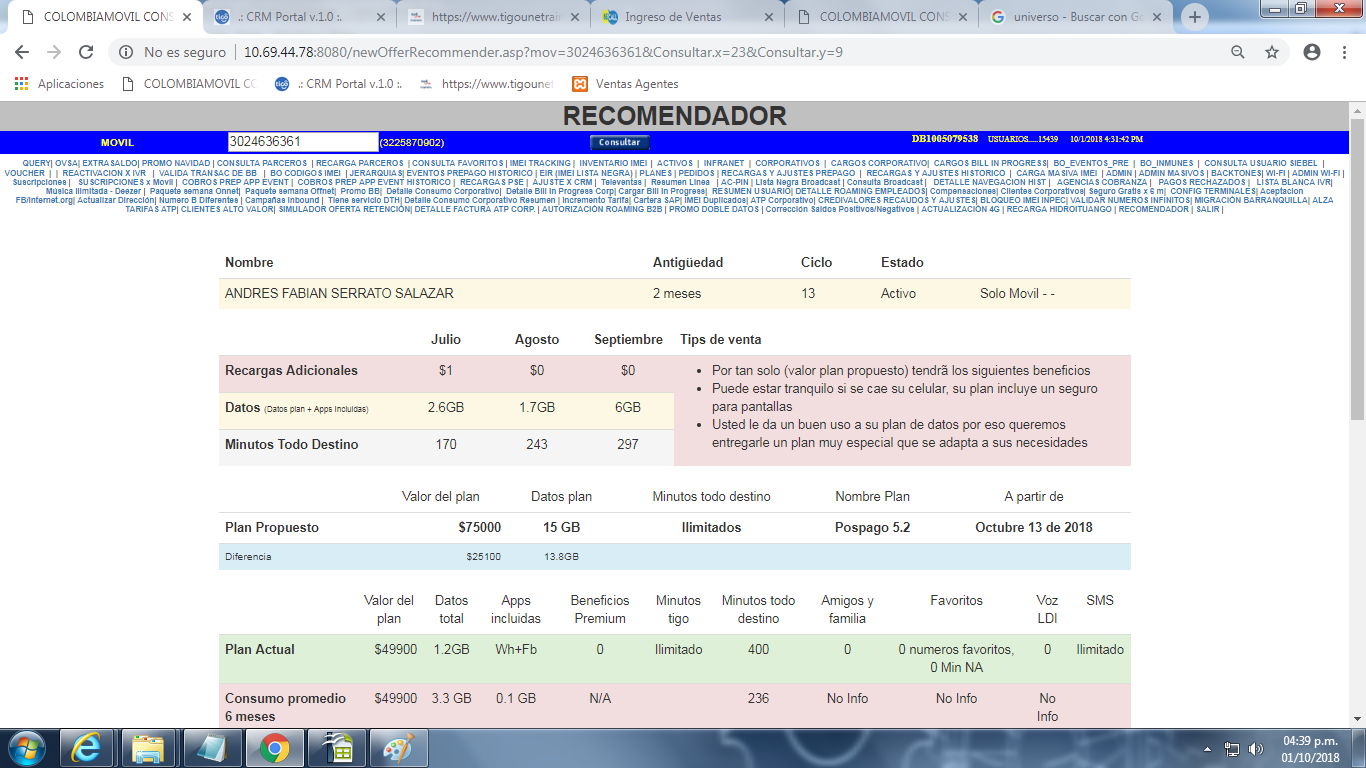 COLOMBIAMOVIL CONS
.: CRM Portal v.1.0 :.
https://www.tigounetrain
Ingreso de Ventas
COLOMBIAMOVIL CONS
universo - Buscar con Go
No es seguro | 10.69.44.78:8080/newOfferRecommender.asp?mov=3024636361&Consultar.x=23&Consultar.y=9
Aplicaciones COLOMBIAMOVIL CO .: CRM Portal v.1.0 :. https://www.tigounet Ventas Agentes
RECOMENDADOR
MOVIL 3024636361 (3225870902) Consultar DB1005079538 USUARIOS.....15439 10/1/2018 4:31:42 PM
QUERY| OVSA| EXTRASALDO| PROMO NAVIDAD | CONSULTA PARCEROS | RECARGA PARCEROS | CONSULTA FAVORITOS | IMEI TRACKING | INVENTARIO IMEI | ACTIVOS | INFRANET | CORPORATIVOS | CARGOS CORPORATIVO| CARGOS BILL IN PROGRESS| BO_EVENTOS_PRE | BO_INMUNES | CONSULTA USUARIO SIEBEL |
VOUCHER | | REACTIVACION X IVR | VALIDA TRANSAC DE BB | BO CODIGOS IMEI | JERARQUIAS| EVENTOS PREPAGO HISTORICO | EIR (IMEI LISTA NEGRA) | PLANES | PEDIDOS | RECARGAS Y AJUSTES PREPAGO | RECARGAS Y AJUSTES HISTORICO | CARGA MASIVA IMEI | ADMIN | ADMIN MASIVOS | BACKTONES| WI-FI | ADMIN WI-FI |
Suscripciones | SUSCRIPCIONES x Movil | COBROS PREP APP EVENT | COBROS PREP APP EVENT HISTORICO | RECARGAS PSE | AJUSTE X CRM | Televentas | Resumen Linea | AC-PIN | Lista Negra Broadcast | Consulta Broadcast | DETALLE NAVEGACION HIST | AGENCIAS COBRANZA | PAGOS RECHAZADOS | LISTA BLANCA IVR|
Musica Ilimitada - Deezer | Paquete semana Onnet| Paquete semana Offnet| Promo BB| Detalle Consumo Corporativo| Detalle Bill In Progress Corp| Cargar Bill In Progress| RESUMEN USUARIO| DETALLE ROAMING EMPLEADOS| Compensaciones| Clientes Corporativos| Seguro Gratis x 6 m| CONFIG TERMINALES| Aceptacion
FB/Internet.org| Actualizar Dirección| Numero B Diferentes | Campañas Inbound | Tiene servicio DTH| Detalle Consumo Corporativo Resumen | Incremento Tarifa| Cartera SAP| IMEI Duplicados| ATP Corporativo| CREDIVALORES RECAUDOS Y AJUSTES| BLOQUEO IMEI INPEC| VALIDAR NUMEROS INFINITOS| MIGRACIÓN BARRANQUILLA| ALZA
TARIFAS ATP| CLIENTES ALTO VALOR| SIMULADOR OFERTA RETENCIÓN| DETALLE FACTURA ATP CORP. | AUTORIZACIÓN ROAMING B2B | PROMO DOBLE DATOS | Corrección Saldos Positivos/Negativos | ACTUALIZACIÓN 4G | RECARGA HIDROITUANGO | RECOMENDADOR | SALIR |
Nombre Antigüedad Ciclo Estado
ANDRES FABIAN SERRATO SALAZAR 2 meses 13 Activo Solo Movil - -
Julio Agosto Septiembre Tips de venta
Recargas Adicionales $1 $0 $0
• Por tan solo (valor plan propuesto) tendrã los siguientes beneficios
• Puede estar tranquilo si se cae su celular, su plan incluye un seguro
para pantallas
Datos (Datos plan + Apps incluidas) 2.6GB 1.7GB 6GB
• Usted le da un buen uso a su plan de datos por eso queremos
entregarle un plan muy especial que se adapta a sus necesidades
Minutos Todo Destino 170 243 297
Valor del plan Datos plan Minutos todo destino Nombre Plan A partir de
Plan Propuesto $75000 15 GB Ilimitados Pospago 5.2 Octubre 13 de 2018
Diferencia $25100 13.8GB
Valor del Datos Apps Beneficios Minutos Minutos todo Amigos y Favoritos Voz SMS
plan total incluidas Premium tigo destino familia LDI
Plan Actual $49900 1.2GB Wh+Fb 0 Ilimitado 400 0 0 numeros favoritos, 0 Ilimitado
0 Min NA
Consumo promedio $49900 3.3 GB 0.1 GB N/A 236 No Info No Info No
6 meses Info
04:39 p.m.
01/10/2018